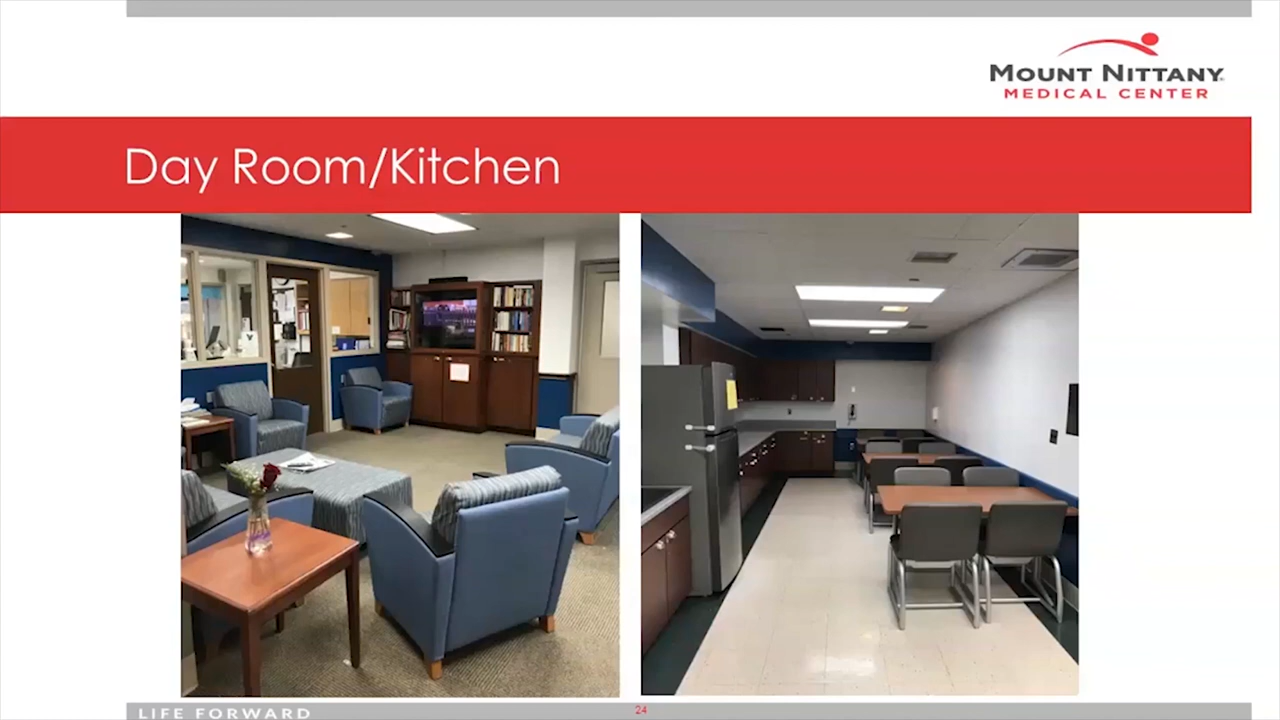 MOUNT NITTANY
MEDICAL CENTER
Day Room/Kitchen
LIFE FORWARD
24